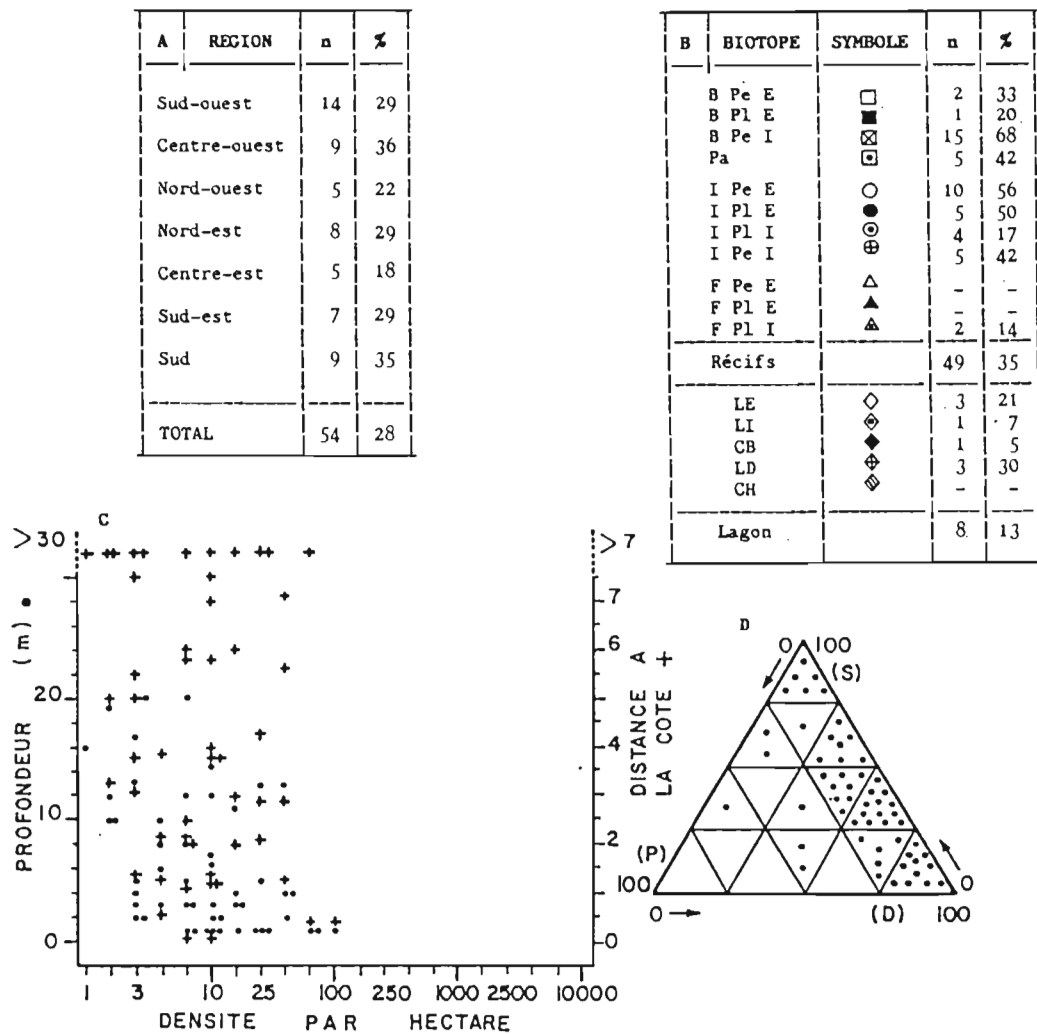 A REGION n %
Sud-ouest 14 29
Centre-ouest 9 36
Nord-ouest 5 22
Nord-est 8 29
Centre-est 5 18
Sud-est 7 29
Sud 9 35
TOTAL 54 28
B BIOTOPE SYMBOLE n %
B Pe E 2 33
B Pl E 1 20
B Pe I 15 68
Pa 5 42
I Pe E 10 56
I Pl E 5 50
I Pl I 4 17
I Pe I 5 42
F Pe E - -
F Pl E - -
F Pl I 2 14
Récifs 49 35
LE 3 21
LI 1 7
CB 1 5
LD 3 30
CH - -
Lagon 8 13
C
>30
20
10
0
PROFONDEUR (m) •
>7
7
6
4
2
0
DISTANCE A
LA COTE +
1 3 10 25 100 250 1000 2500 10000
DENSITE PAR HECTARE
D
0 100
(S)
(P)
100
0 →
(D)
100
0